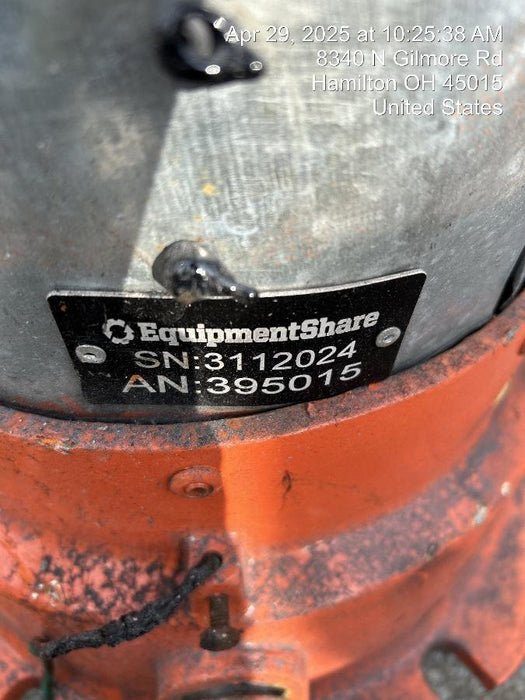 Apr 29, 2025 at 10:25:38 AM
8340 N Gilmore Rd
Hamilton OH 45015
United States
EquipmentShare
SN:3112024
AN:395015